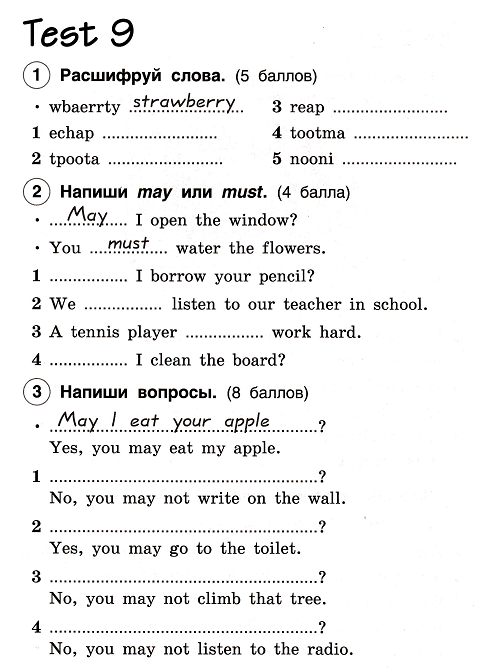 Test 9
1 Расшифруй слова. (5 баллов)
• wbaerrty strawberry 3 reap ........................
1 echap ........................ 4 tootma ........................
2 tpoota ........................ 5 nooni ........................
2 Напиши may или must. (4 балла)
• May I open the window?
• You must water the flowers.
1 ................ I borrow your pencil?
2 We ................ listen to our teacher in school.
3 A tennis player ................ work hard.
4 ................ I clean the board?
3 Напиши вопросы. (8 баллов)
• May I eat your apple ?
Yes, you may eat my apple.
1 ........................................................?
No, you may not write on the wall.
2 ........................................................?
Yes, you may go to the toilet.
3 ........................................................?
No, you may not climb that tree.
4 ........................................................?
No, you may not listen to the radio.